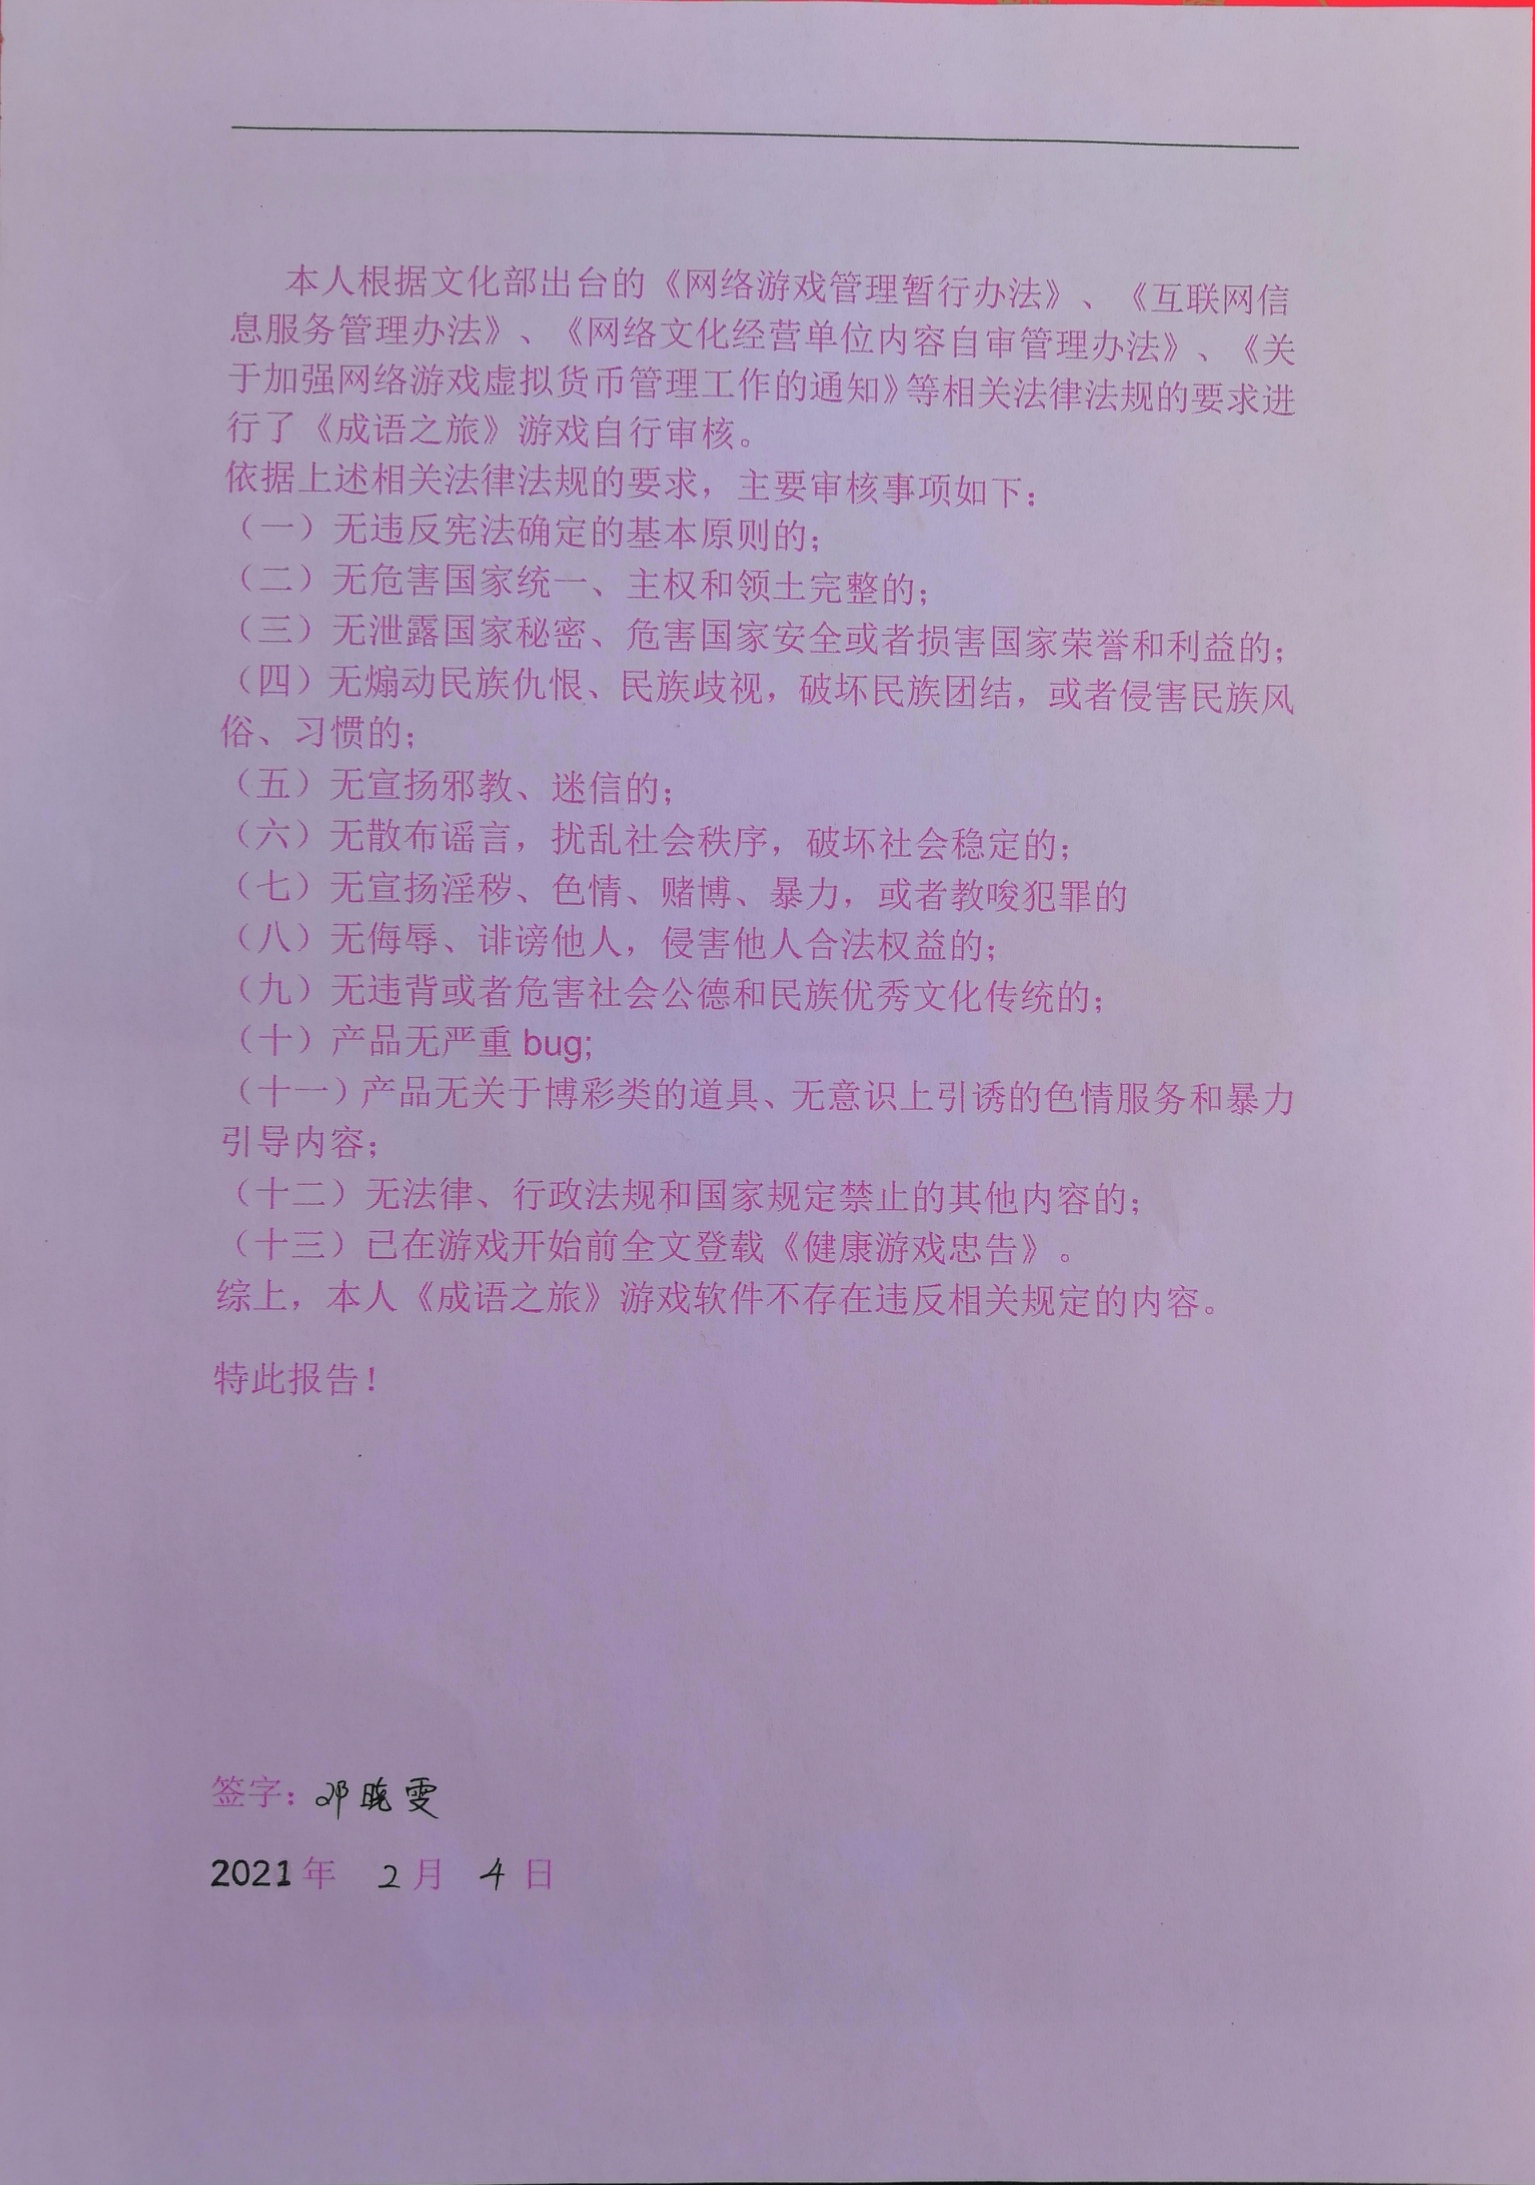 本人根据文化部出台的《网络游戏管理暂行办法》、《互联网信
息服务管理办法》、《网络文化经营单位内容自审管理办法》、《关
于加强网络游戏虚拟货币管理工作的通知》等相关法律法规的要求进
行了《成语之旅》游戏自行审核。
依据上述相关法律法规的要求，主要审核事项如下：
（一）无违反宪法确定的基本原则的；
（二）无危害国家统一、主权和领土完整的；
（三）无泄露国家秘密、危害国家安全或者损害国家荣誉和利益的；
（四）无煽动民族仇恨、民族歧视，破坏民族团结，或者侵害民族风
俗、习惯的；
（五）无宣扬邪教、迷信的；
（六）无散布谣言，扰乱社会秩序，破坏社会稳定的；
（七）无宣扬淫秽、色情、赌博、暴力，或者教唆犯罪的
（八）无侮辱、诽谤他人，侵害他人合法权益的；
（九）无违背或者危害社会公德和民族优秀文化传统的；
（十）产品无严重 bug;
（十一）产品无关于博彩类的道具、无意识上引诱的色情服务和暴力
引导内容；
（十二）无法律、行政法规和国家规定禁止的其他内容的；
（十三）已在游戏开始前全文登载《健康游戏忠告》。
综上，本人《成语之旅》游戏软件不存在违反相关规定的内容。
特此报告！
签字：邓晓雯
2021年 2月 4日